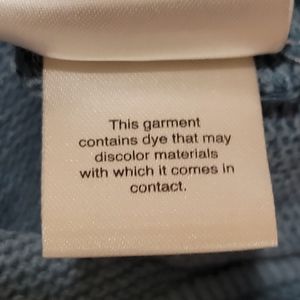 This garment
contains dye that may
discolor materials
with which it comes in
contact.